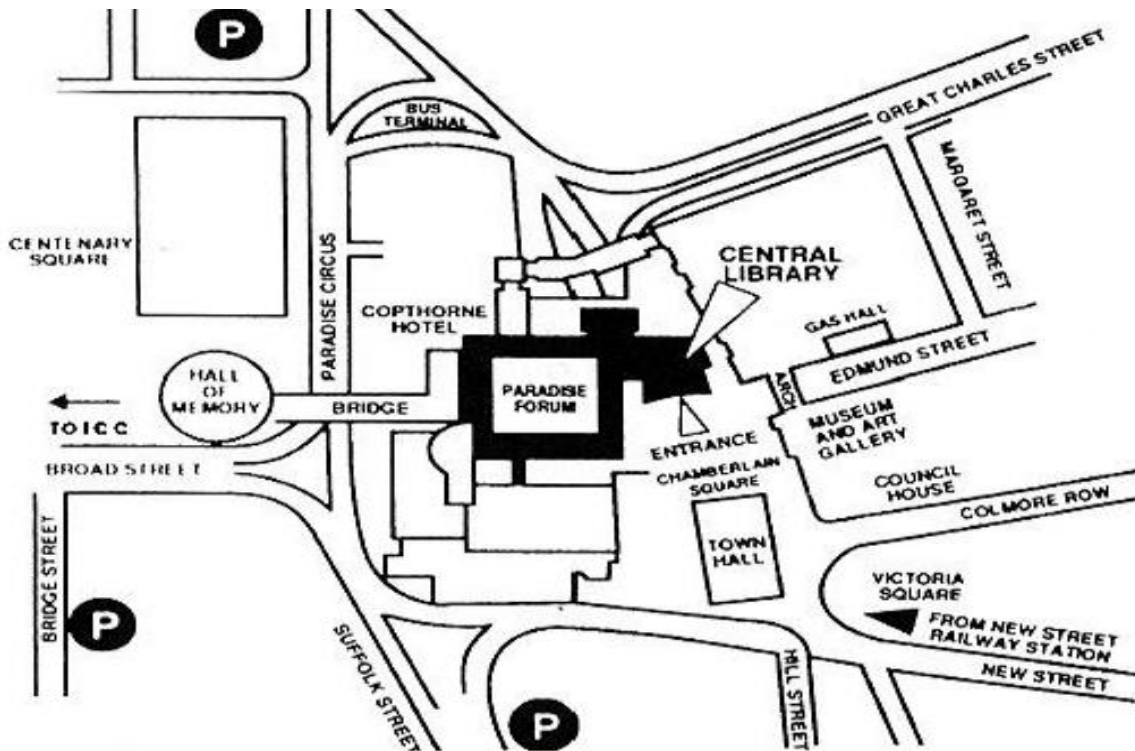 P
GREAT CHARLES STREET
BUS
TERMINAL
MARGARET STREET
CENTENARY
SQUARE
PARADISE CIRCUS
CENTRAL
LIBRARY
COPTHORNE
HOTEL
GAS HALL
EDMUND STREET
HALL
OF
MEMORY
PARADISE
FORUM
ARCH
BRIDGE
TO I C C
MUSEUM
AND ART
GALLERY
ENTRANCE
BROAD STREET
CHAMBERLAIN
SQUARE
COUNCIL
HOUSE
COLMORE ROW
TOWN
HALL
BRIDGE STREET
P
VICTORIA
SQUARE
FROM NEW STREET
RAILWAY STATION
NEW STREET
SUFFOLK STREET
HILL STREET
P